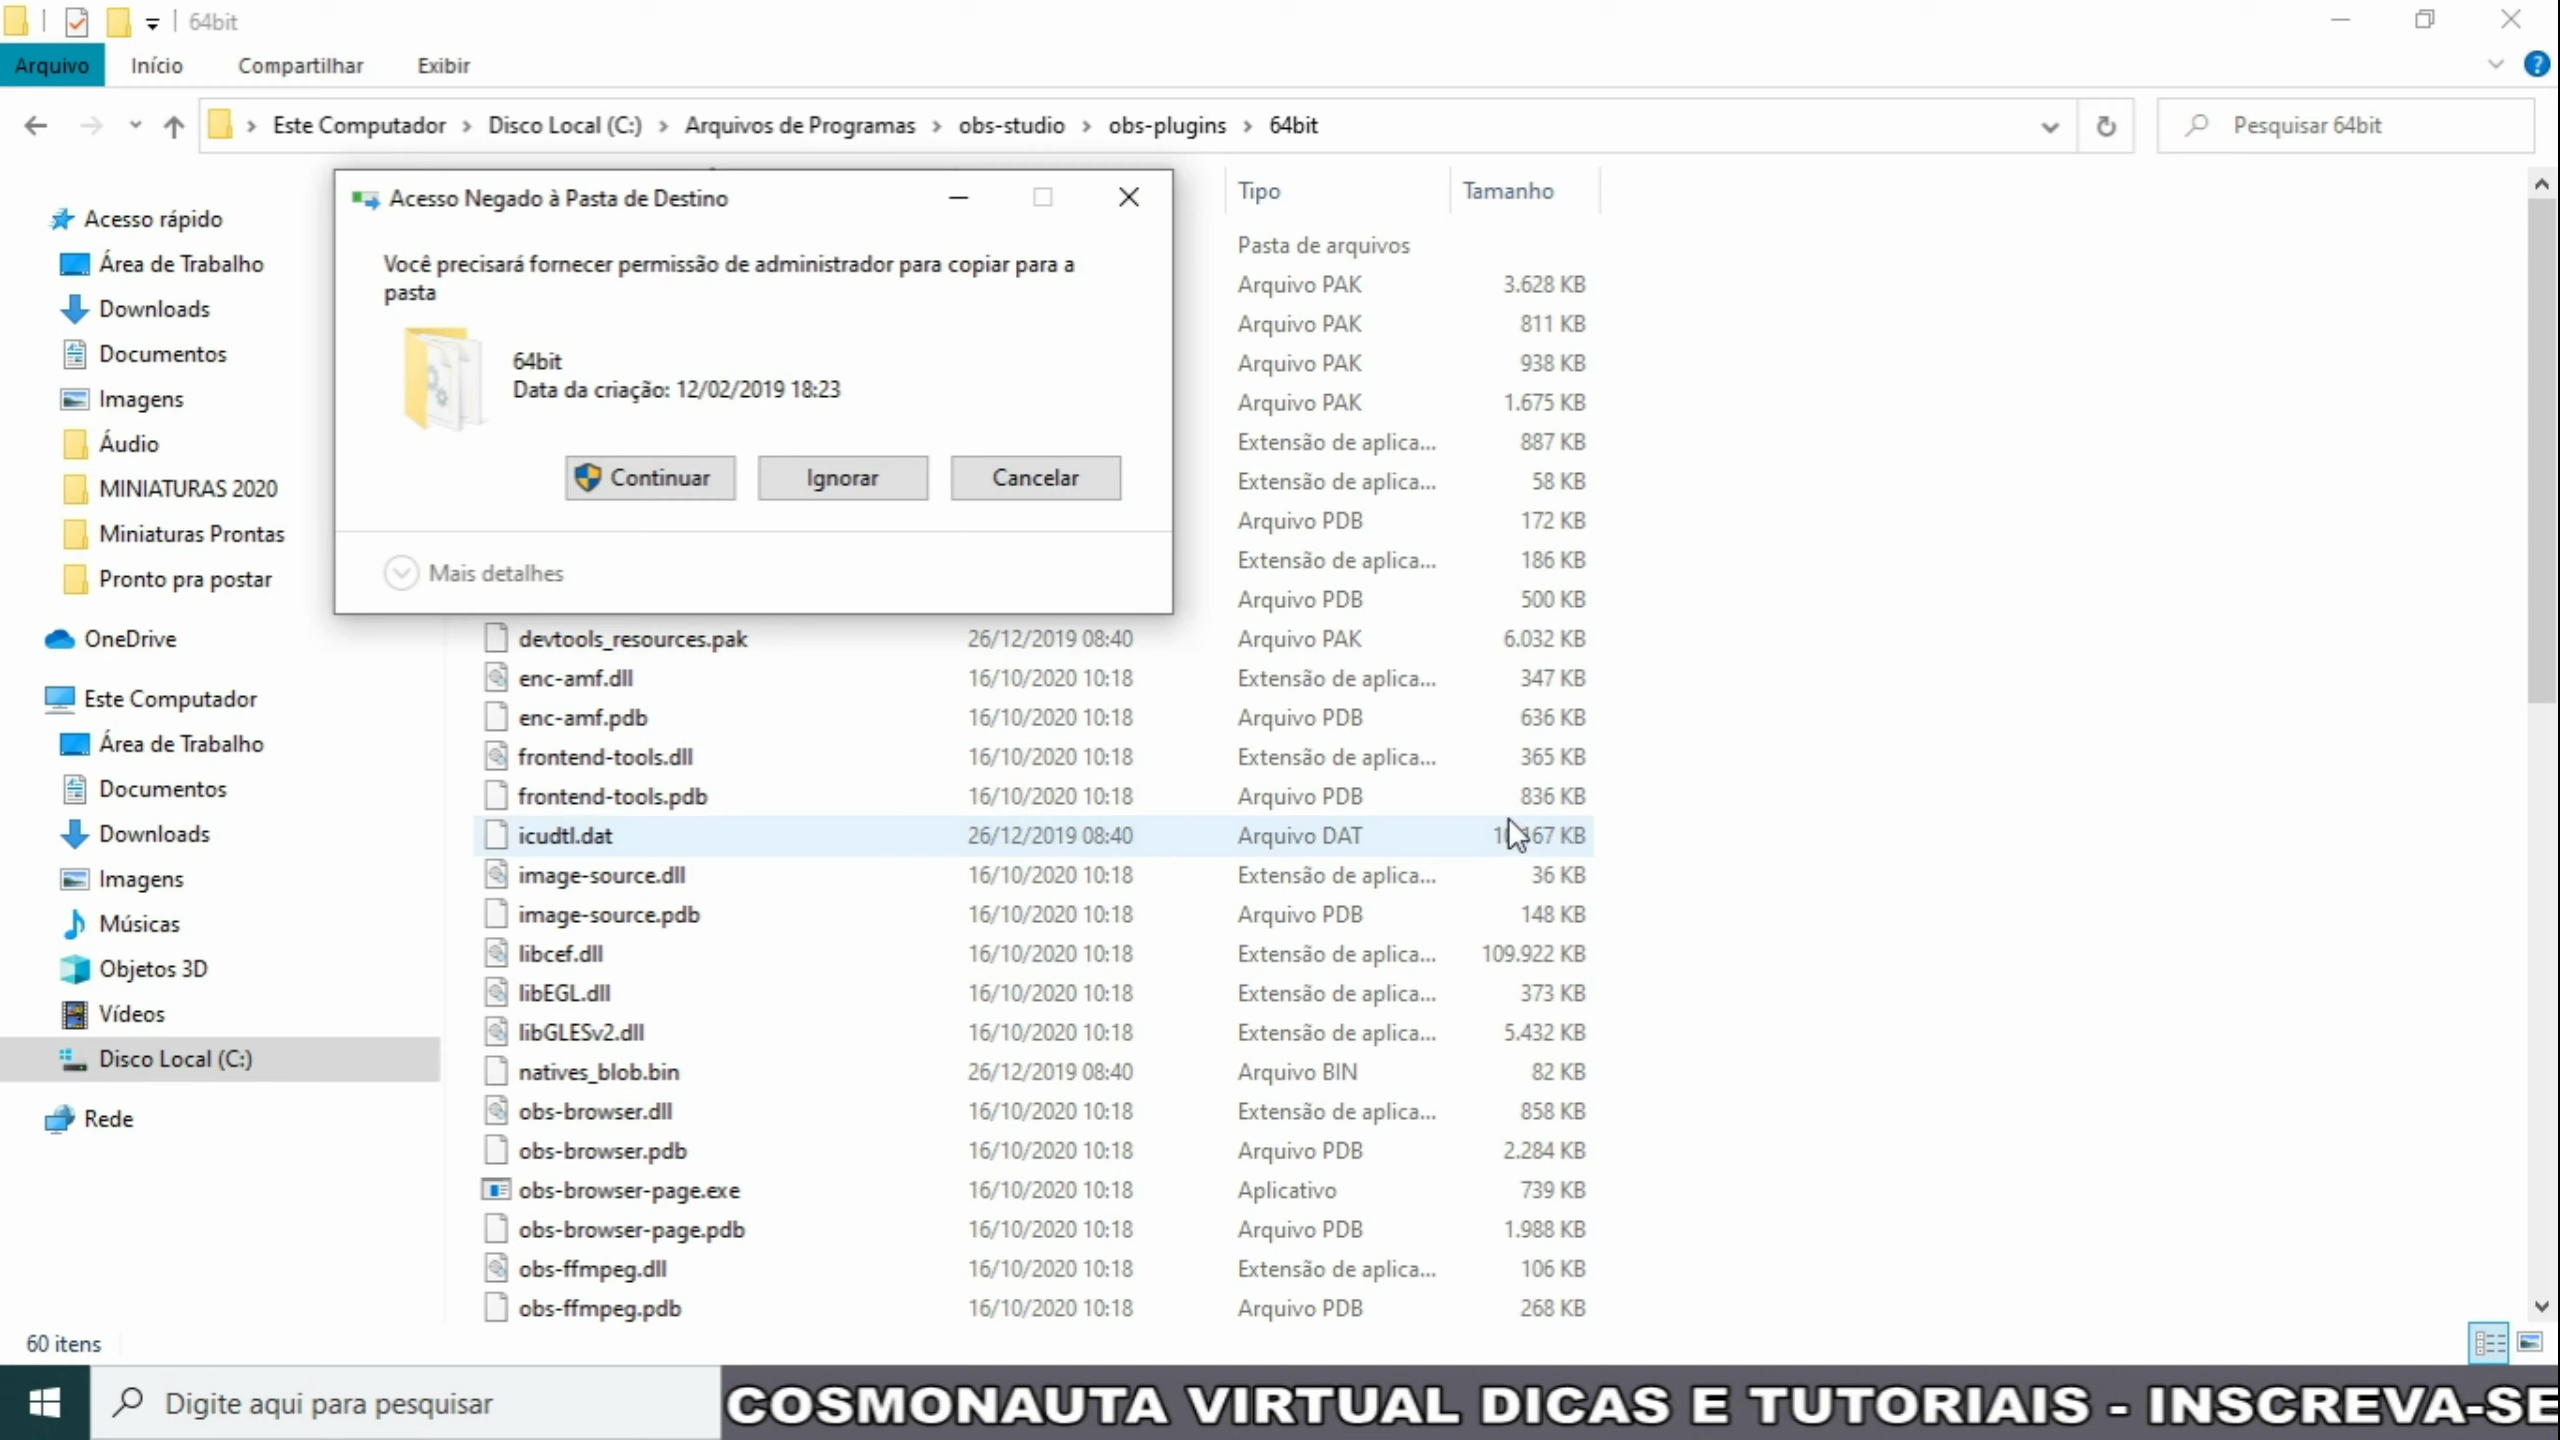 64bit
Arquivo Início Compartilhar Exibir
Este Computador Disco Local (C:) Arquivos de Programas obs-studio obs-plugins 64bit
Pesquisar 64bit
Acesso rápido
Área de Trabalho
Downloads
Documentos
Imagens
Áudio
MINIATURAS 2020
Miniaturas Prontas
Pronto pra postar
OneDrive
Este Computador
Área de Trabalho
Documentos
Downloads
Imagens
Músicas
Objetos 3D
Vídeos
Disco Local (C:)
Rede
Acesso Negado à Pasta de Destino
Você precisará fornecer permissão de administrador para copiar para a
pasta
64bit
Data da criação: 12/02/2019 18:23
Continuar Ignorar Cancelar
Mais detalhes
Tipo Tamanho
Pasta de arquivos
Arquivo PAK 3.628 KB
Arquivo PAK 811 KB
Arquivo PAK 938 KB
Arquivo PAK 1.675 KB
Extensão de aplica... 887 KB
Extensão de aplica... 58 KB
Arquivo PDB 172 KB
Extensão de aplica... 186 KB
Arquivo PDB 500 KB
devtools_resources.pak 26/12/2019 08:40 Arquivo PAK 6.032 KB
enc-amf.dll 16/10/2020 10:18 Extensão de aplica... 347 KB
enc-amf.pdb 16/10/2020 10:18 Arquivo PDB 636 KB
frontend-tools.dll 16/10/2020 10:18 Extensão de aplica... 365 KB
frontend-tools.pdb 16/10/2020 10:18 Arquivo PDB 836 KB
icudtl.dat 26/12/2019 08:40 Arquivo DAT KB
image-source.dll 16/10/2020 10:18 Extensão de aplica... 36 KB
image-source.pdb 16/10/2020 10:18 Arquivo PDB 148 KB
libcef.dll 16/10/2020 10:18 Extensão de aplica... 109.922 KB
libEGL.dll 16/10/2020 10:18 Extensão de aplica... 373 KB
libGLESv2.dll 16/10/2020 10:18 Extensão de aplica... 5.432 KB
natives_blob.bin 26/12/2019 08:40 Arquivo BIN 82 KB
obs-browser.dll 16/10/2020 10:18 Extensão de aplica... 858 KB
obs-browser.pdb 16/10/2020 10:18 Arquivo PDB 2.284 KB
obs-browser-page.exe 16/10/2020 10:18 Aplicativo 739 KB
obs-browser-page.pdb 16/10/2020 10:18 Arquivo PDB 1.988 KB
obs-ffmpeg.dll 16/10/2020 10:18 Extensão de aplica... 106 KB
obs-ffmpeg.pdb 16/10/2020 10:18 Arquivo PDB 268 KB
60 itens
Digite aqui para pesquisar
COSMONAUTA VIRTUAL DICAS E TUTORIAIS - INSCREVA-SE